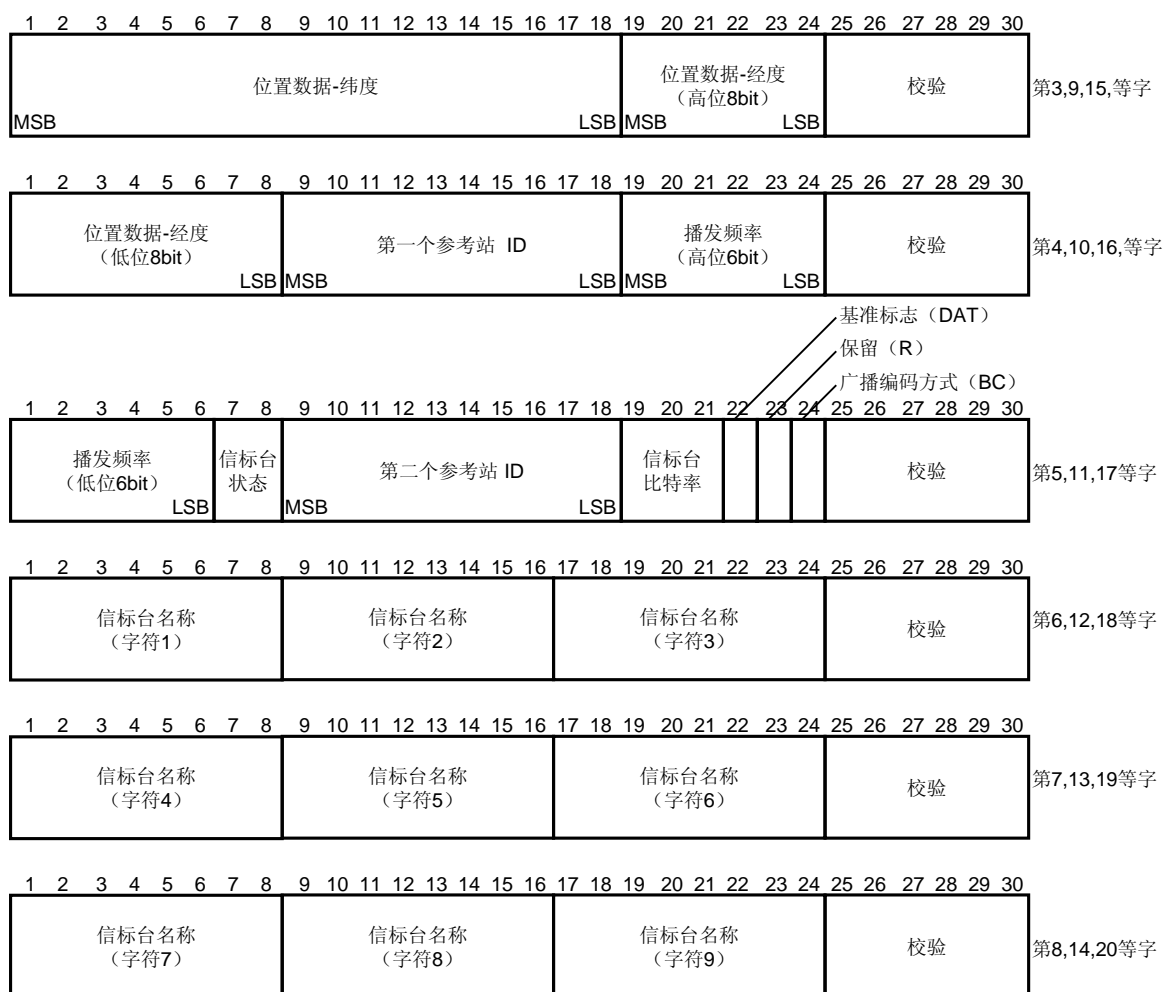 1 2 3 4 5 6 7 8 9 10 11 12 13 14 15 16 17 18 19 20 21 22 23 24 25 26 27 28 29 30
位置数据-纬度
MSB LSB
位置数据-经度
（高位8bit）
MSB LSB
校验
第3,9,15,等字
1 2 3 4 5 6 7 8 9 10 11 12 13 14 15 16 17 18 19 20 21 22 23 24 25 26 27 28 29 30
位置数据-经度
（低位8bit）
LSB
第一个参考站 ID
MSB LSB
播发频率
（高位6bit）
MSB LSB
校验
第4,10,16,等字
基准标志（DAT）
保留（R）
广播编码方式（BC）
1 2 3 4 5 6 7 8 9 10 11 12 13 14 15 16 17 18 19 20 21 22 23 24 25 26 27 28 29 30
播发频率
（低位6bit）
LSB
信标台
状态
第二个参考站 ID
MSB LSB
信标台
比特率
校验
第5,11,17等字
1 2 3 4 5 6 7 8 9 10 11 12 13 14 15 16 17 18 19 20 21 22 23 24 25 26 27 28 29 30
信标台名称
（字符1）
信标台名称
（字符2）
信标台名称
（字符3）
校验
第6,12,18等字
1 2 3 4 5 6 7 8 9 10 11 12 13 14 15 16 17 18 19 20 21 22 23 24 25 26 27 28 29 30
信标台名称
（字符4）
信标台名称
（字符5）
信标台名称
（字符6）
校验
第7,13,19等字
1 2 3 4 5 6 7 8 9 10 11 12 13 14 15 16 17 18 19 20 21 22 23 24 25 26 27 28 29 30
信标台名称
（字符7）
信标台名称
（字符8）
信标台名称
（字符9）
校验
第8,14,20等字